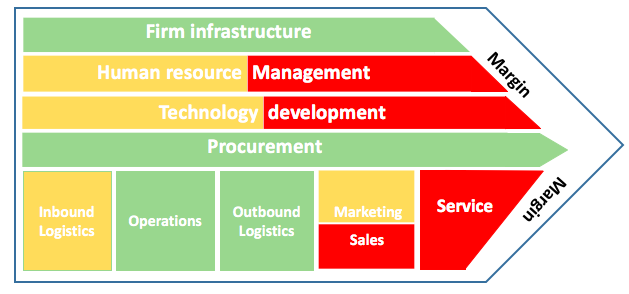 Firm infrastructure
Human resource Management
Technology development
Procurement
Margin
Inbound
Logistics
Operations
Outbound
Logistics
Marketing
Sales
Service
Margin